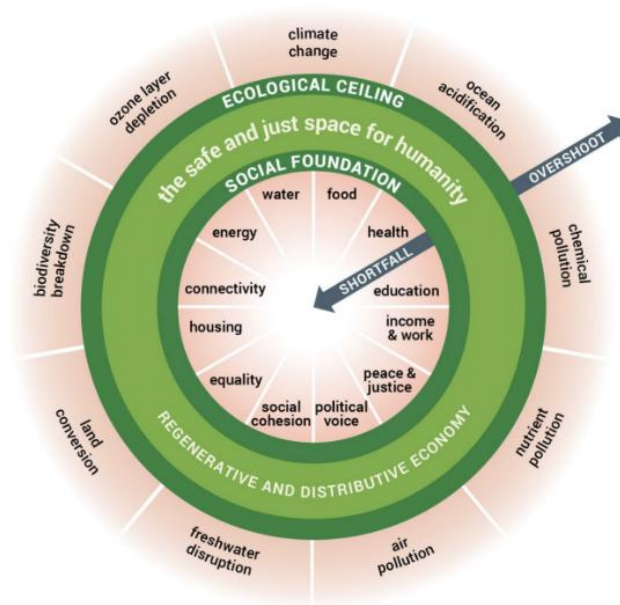 climate
change
ocean
acidification
chemical
pollution
nutrient
pollution
air
pollution
freshwater
disruption
land
conversion
biodiversity
breakdown
ozone layer
depletion
OVERSHOOT
ECOLOGICAL CEILING
the safe and just space for humanity
SOCIAL FOUNDATION
water
food
health
SHORTFALL
education
income
& work
peace &
justice
political
voice
social
cohesion
equality
housing
connectivity
energy
REGENERATIVE AND DISTRIBUTIVE ECONOMY